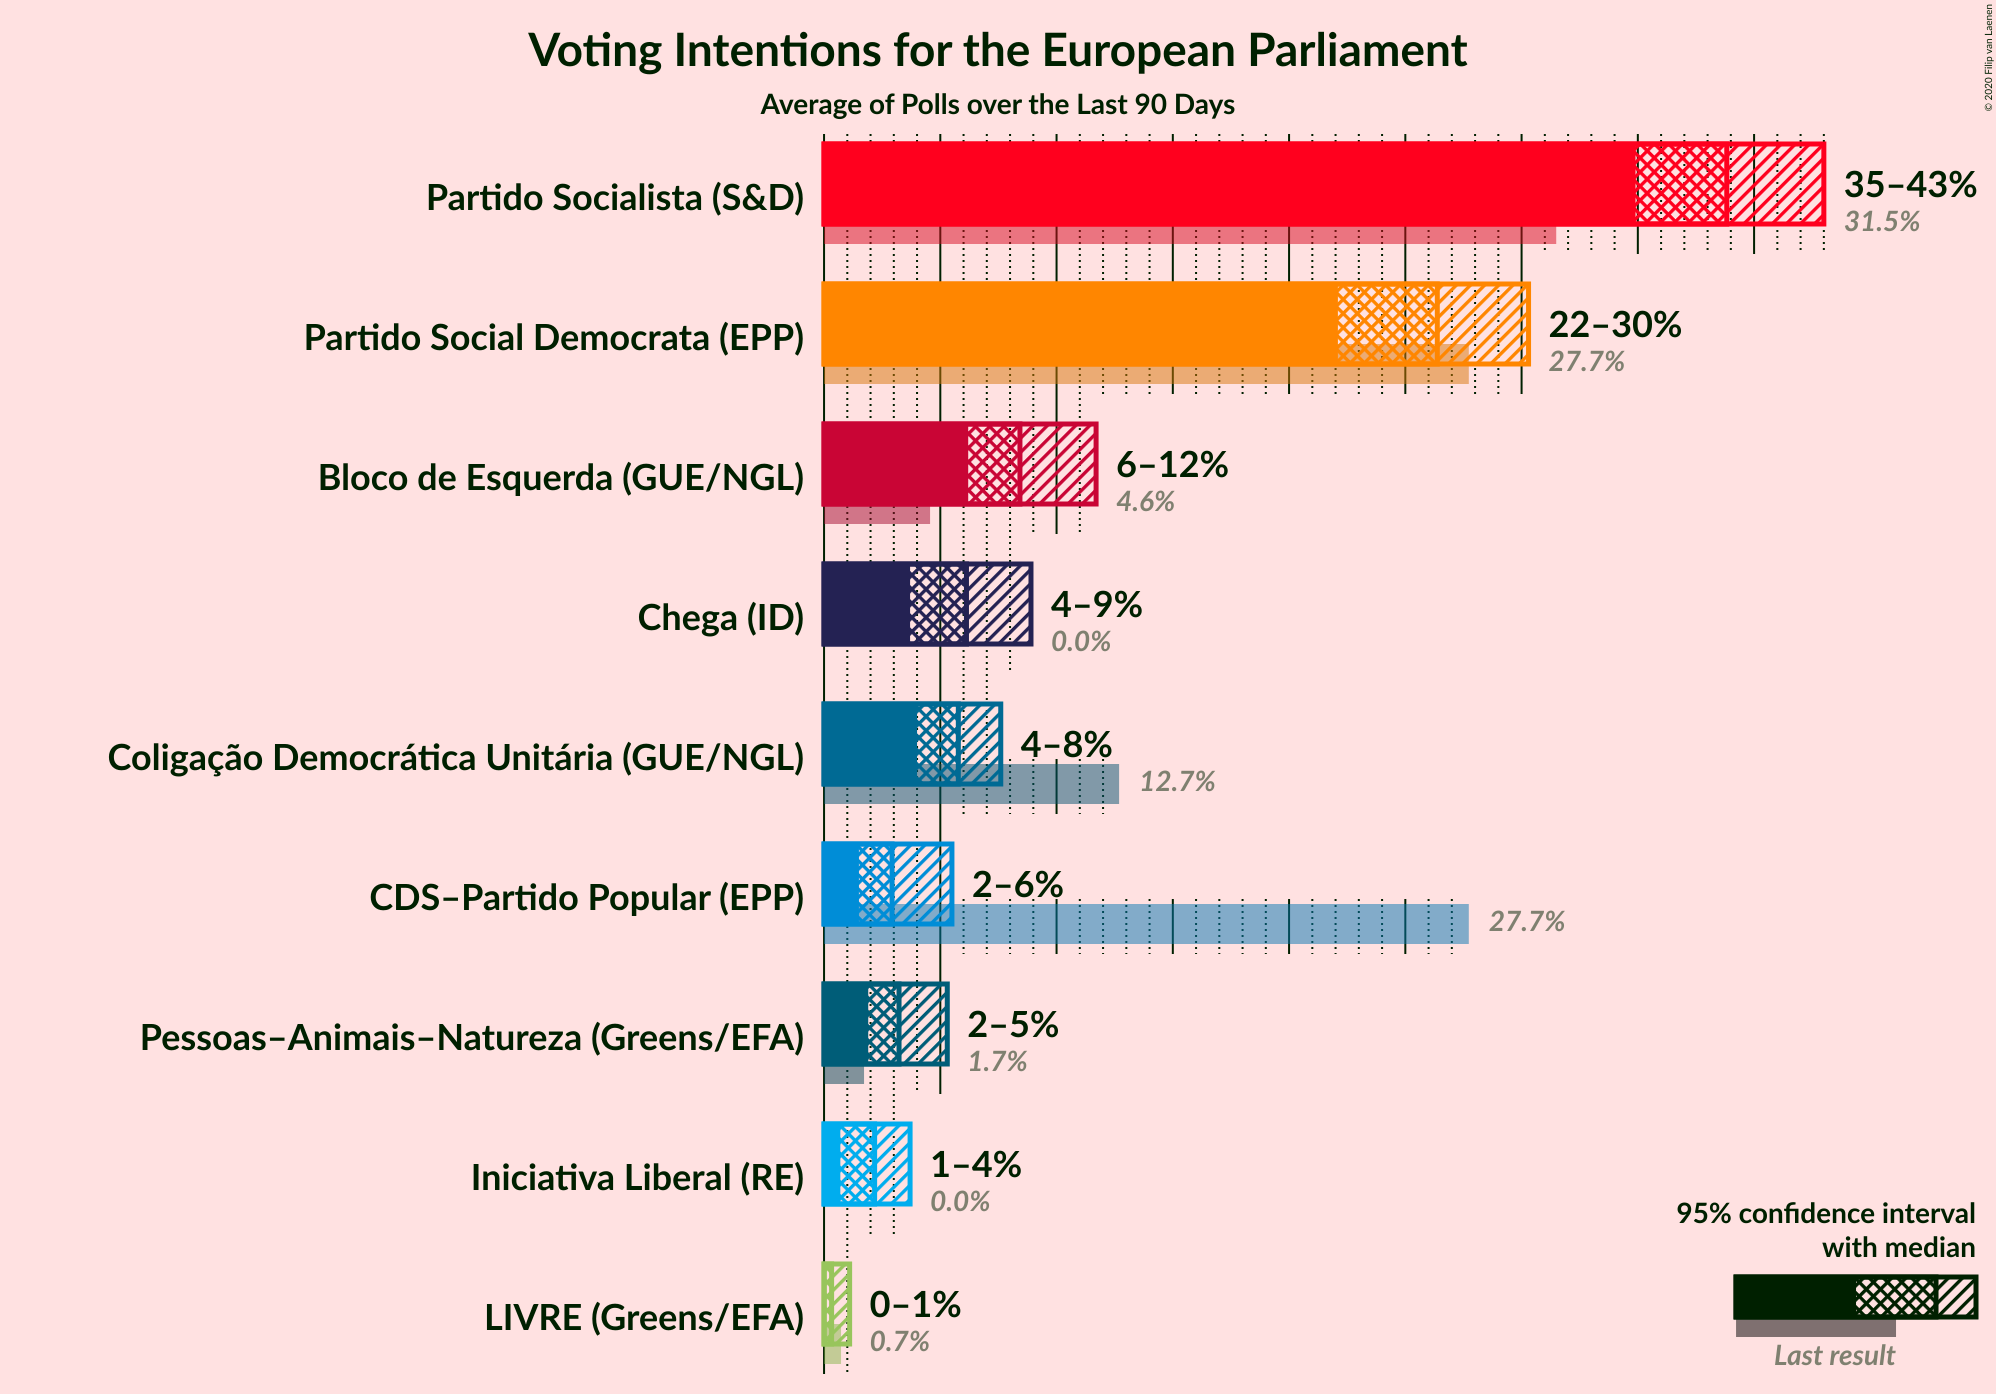 Voting Intentions for the European Parliament
Average of Polls over the Last 90 Days
© 2020 Filip van Laenen
Partido Socialista (S&D)
35–43%
31.5%
Partido Social Democrata (EPP)
22–30%
27.7%
Bloco de Esquerda (GUE/NGL)
6–12%
4.6%
Chega (ID)
4–9%
0.0%
Coligação Democrática Unitária (GUE/NGL)
4–8%
12.7%
CDS–Partido Popular (EPP)
2–6%
27.7%
Pessoas–Animais–Natureza (Greens/EFA)
2–5%
1.7%
Iniciativa Liberal (RE)
1–4%
0.0%
LIVRE (Greens/EFA)
0–1%
0.7%
95% confidence interval
with median
Last result